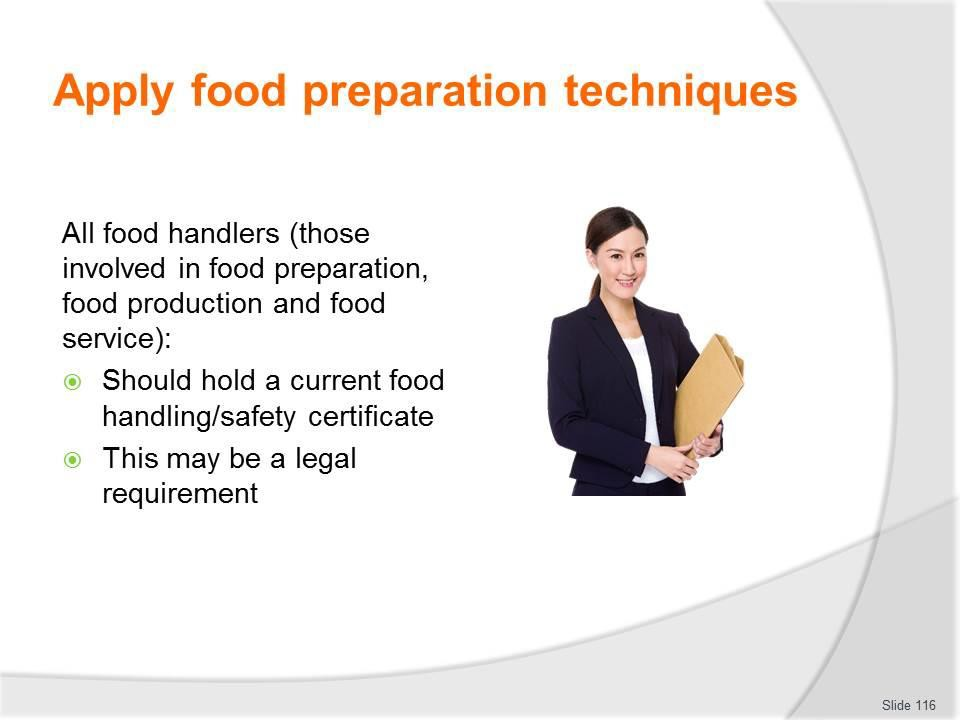 Apply food preparation techniques
All food handlers (those
involved in food preparation,
food production and food
service):
Should hold a current food
handling/safety certificate
This may be a legal
requirement
Slide 116